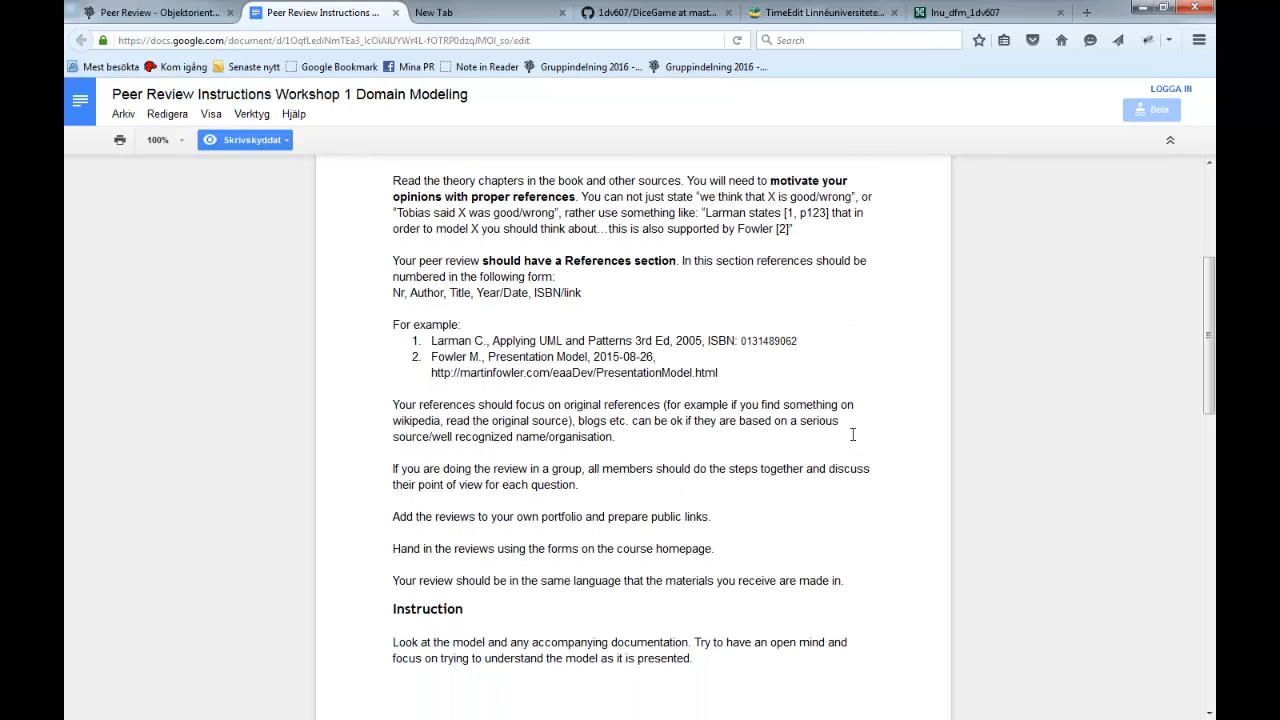 Peer Review - Objektorient...
Peer Review Instructions ...
New Tab
1dv607/DiceGame at mast...
TimeEdit Linnéuniversitete...
lnu_dfm_1dv607
Search
Mest besökta
Kom igång
Senaste nytt
Google Bookmark
Mina PR
Note in Reader
Gruppindelning 2016 -...
Gruppindelning 2016 -...
Peer Review Instructions Workshop 1 Domain Modeling
LOGGA IN
Arkiv Redigera Visa Verktyg Hjälp
Dela
100%
Skrivskyddat
Read the theory chapters in the book and other sources. You will need to motivate your
opinions with proper references. You can not just state “we think that X is good/wrong”, or
“Tobias said X was good/wrong”, rather use something like: “Larman states [1, p123] that in
order to model X you should think about…this is also supported by Fowler [2]”
Your peer review should have a References section. In this section references should be
numbered in the following form:
Nr, Author, Title, Year/Date, ISBN/link
For example:
1. Larman C., Applying UML and Patterns 3rd Ed, 2005, ISBN: 0131489062
2. Fowler M., Presentation Model, 2015-08-26,
http://martinfowler.com/eaaDev/PresentationModel.html
Your references should focus on original references (for example if you find something on
wikipedia, read the original source), blogs etc. can be ok if they are based on a serious
source/well recognized name/organisation.
If you are doing the review in a group, all members should do the steps together and discuss
their point of view for each question.
Add the reviews to your own portfolio and prepare public links.
Hand in the reviews using the forms on the course homepage.
Your review should be in the same language that the materials you receive are made in.
Instruction
Look at the model and any accompanying documentation. Try to have an open mind and
focus on trying to understand the model as it is presented.